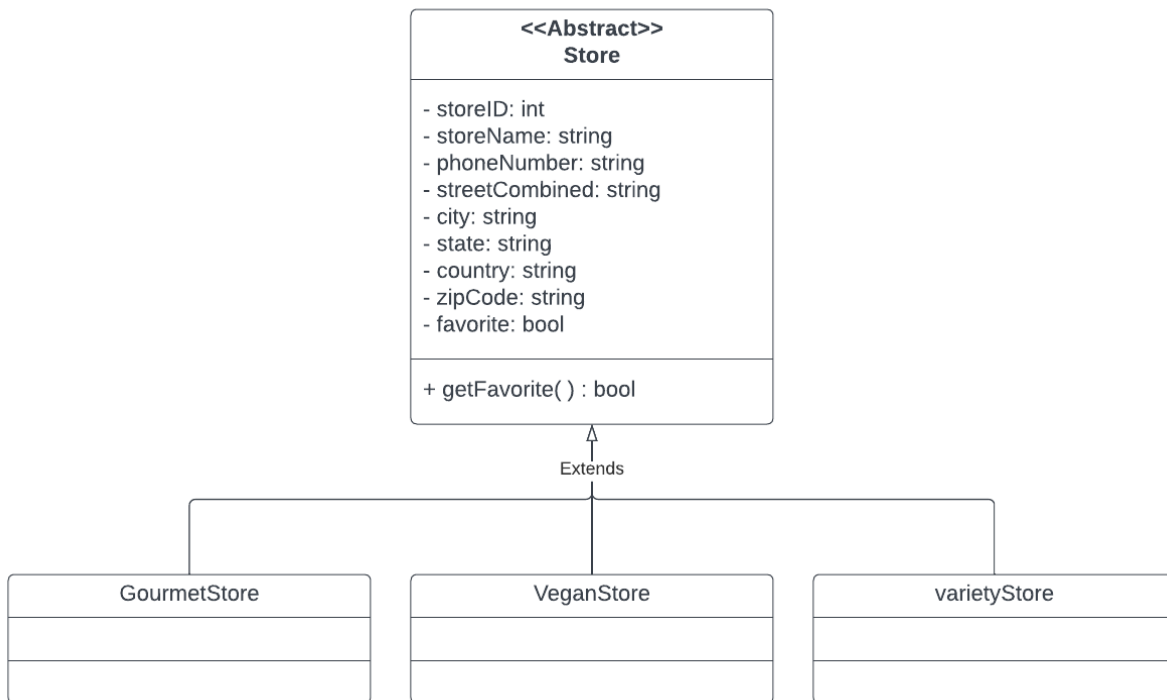 <<Abstract>>
Store
- storeID: int
- storeName: string
- phoneNumber: string
- streetCombined: string
- city: string
- state: string
- country: string
- zipCode: string
- favorite: bool
+ getFavorite( ) : bool
Extends
GourmetStore
VeganStore
varietyStore